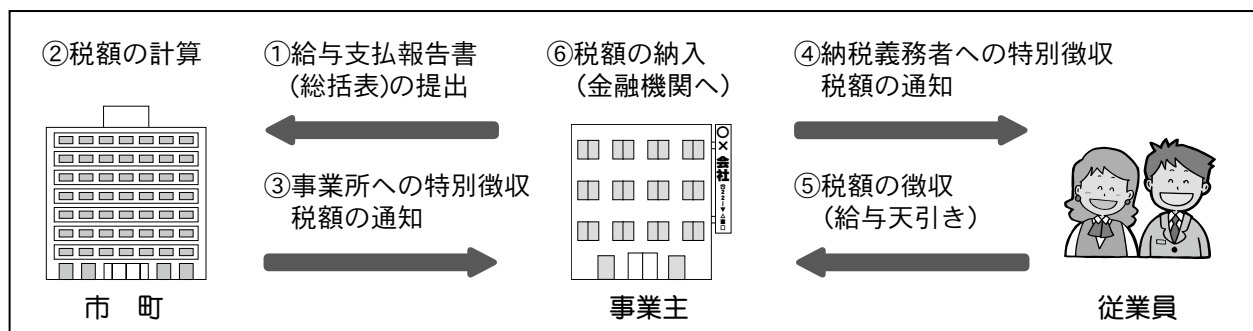 ②税額の計算
①給与支払報告書
(総括表)の提出
⑥税額の納入
(金融機関へ)
④納税義務者への特別徴収
税額の通知
③事業所への特別徴収
税額の通知
〇×会社
⑤税額の徴収
(給与天引き)
市 町
事業主
従業員